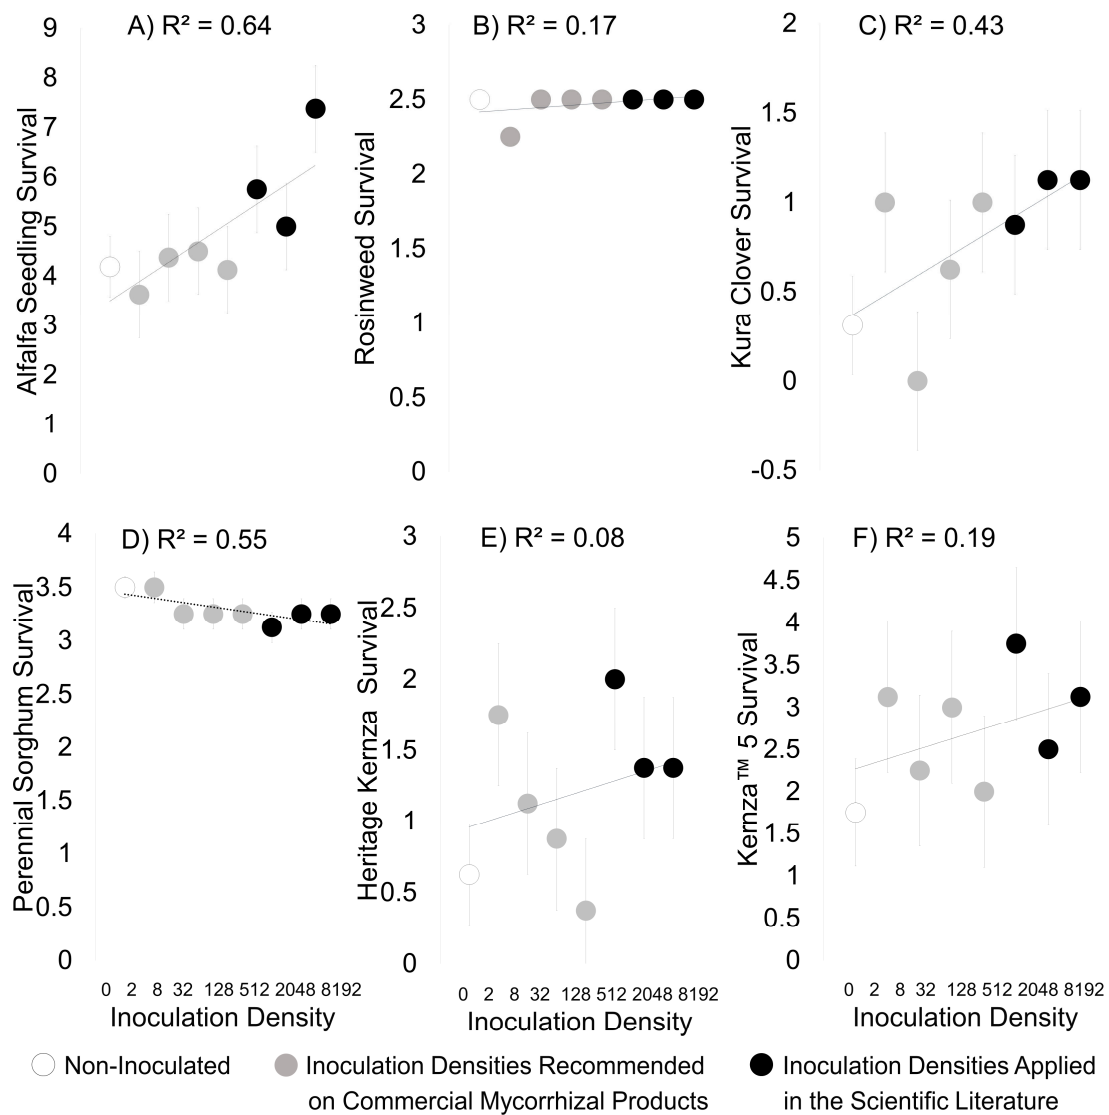 A) R² = 0.64
9
8
7
6
5
4
3
2
1
0
Alfalfa Seedling Survival
B) R² = 0.17
3
2.5
2
1.5
1
0.5
0
Rosinweed Survival
C) R² = 0.43
2
1.5
1
0.5
0
-0.5
Kura Clover Survival
D) R² = 0.55
4
3.5
3
2.5
2
1.5
1
0.5
0
Perennial Sorghum Survival
0 2 8 32 128 512 2048 8192
Inoculation Density
E) R² = 0.08
3
2.5
2
1.5
1
0.5
0
Heritage Kernza Survival
0 2 8 32 128 512 2048 8192
Inoculation Density
F) R² = 0.19
5
4.5
4
3.5
3
2.5
2
1.5
1
0.5
0
Kernza™ 5 Survival
0 2 8 32 128 512 2048 8192
Inoculation Density
Non-Inoculated
Inoculation Densities Recommended
on Commercial Mycorrhizal Products
Inoculation Densities Applied
in the Scientific Literature